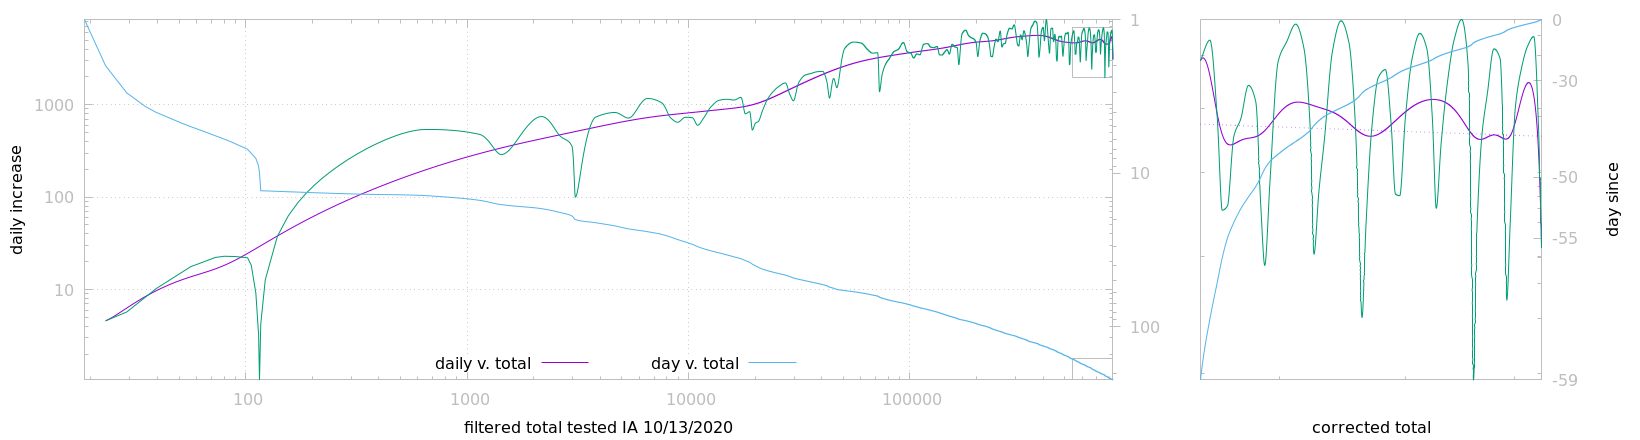 daily increase
1000
100
10
daily v. total
day v. total
100
1000
10000
100000
filtered total tested IA 10/13/2020
1
10
100
corrected total
0
-30
-50
-55
-59
day since